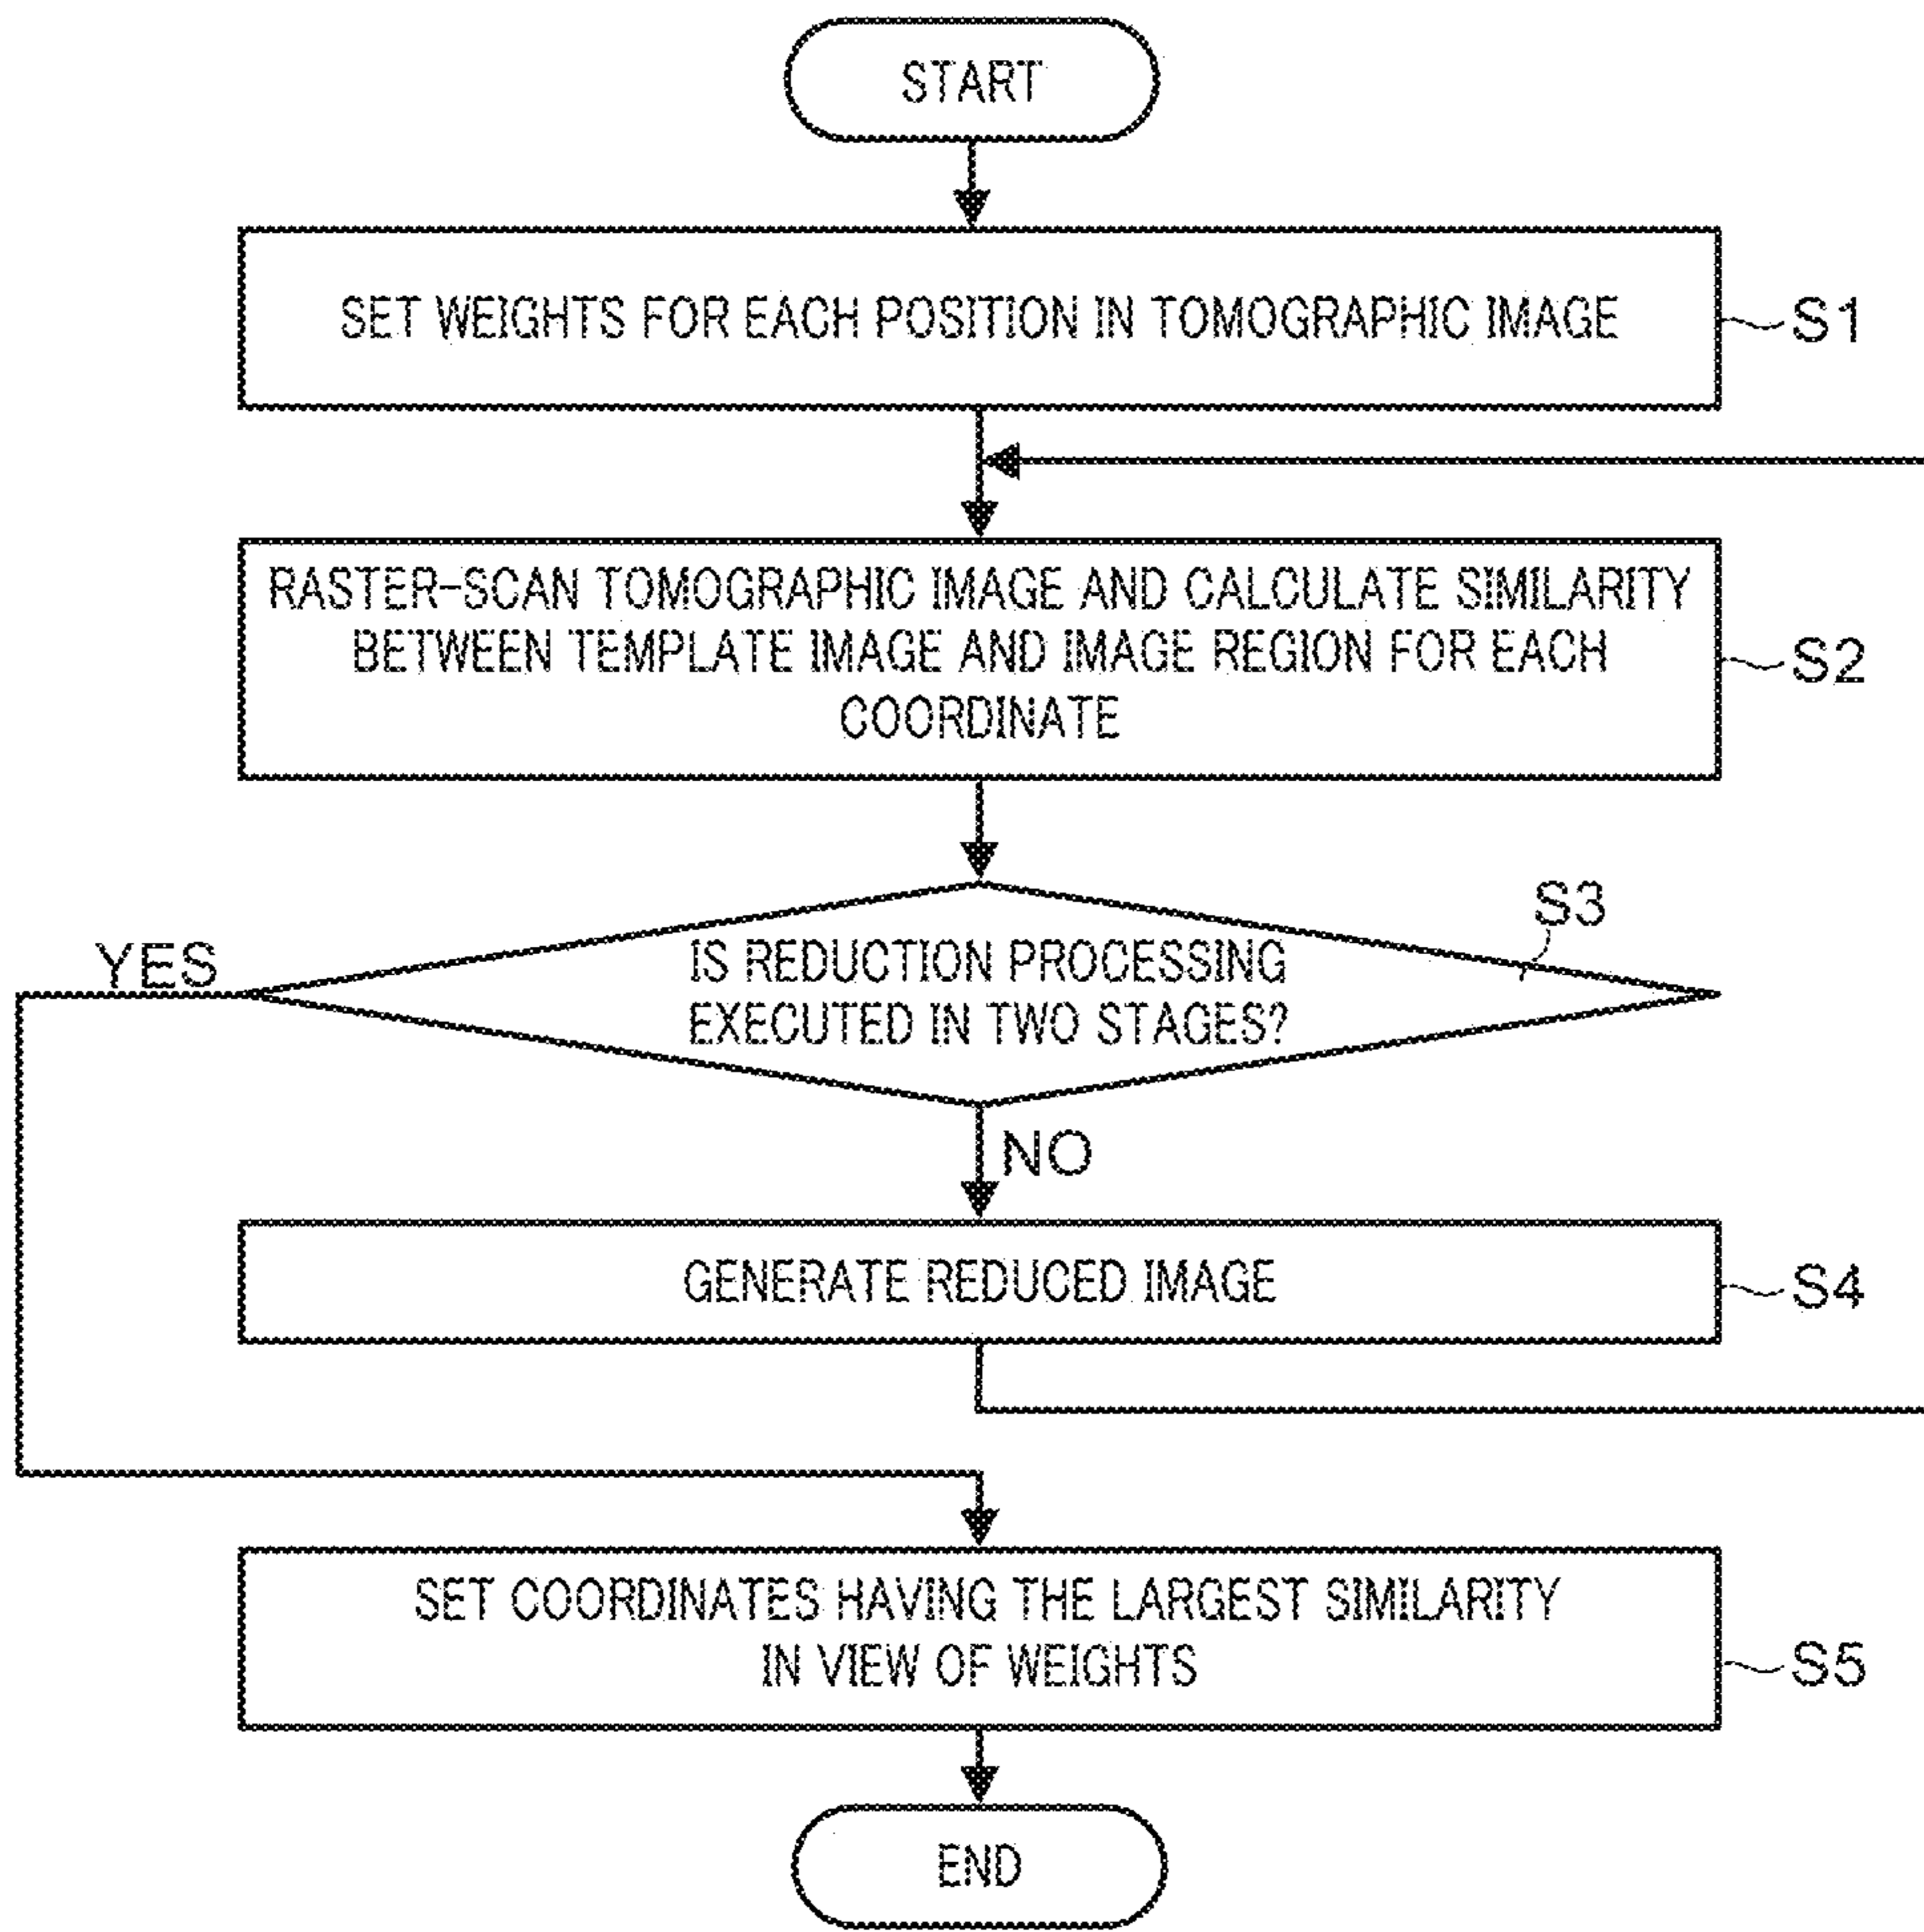 START
SET WEIGHTS FOR EACH POSITION IN TOMOGRAPHIC IMAGE
S1
RASTER-SCAN TOMOGRAPHIC IMAGE AND CALCULATE SIMILARITY
BETWEEN TEMPLATE IMAGE AND IMAGE REGION FOR EACH
COORDINATE
S2
S3
YES
IS REDUCTION PROCESSING
EXECUTED IN TWO STAGES?
NO
GENERATE REDUCED IMAGE
S4
SET COORDINATES HAVING THE LARGEST SIMILARITY
IN VIEW OF WEIGHTS
S5
END